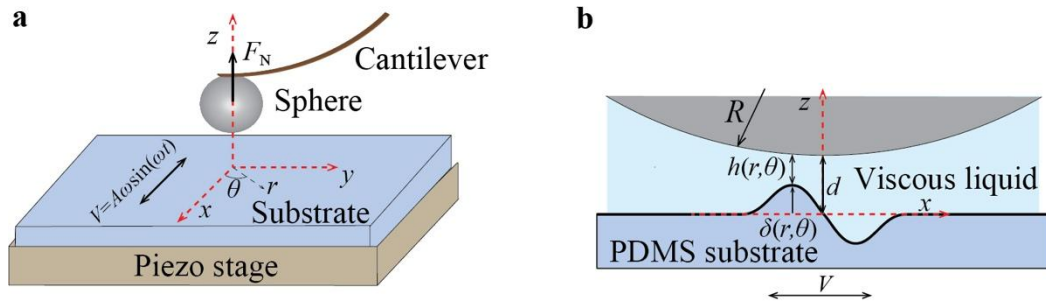 a
z
F_N
Cantilever
Sphere
V=Aωsin(ωt)
θ
r
y
x
Substrate
Piezo stage
b
z
R
h(r,θ)
d
Viscous liquid
x
δ(r,θ)
PDMS substrate
V